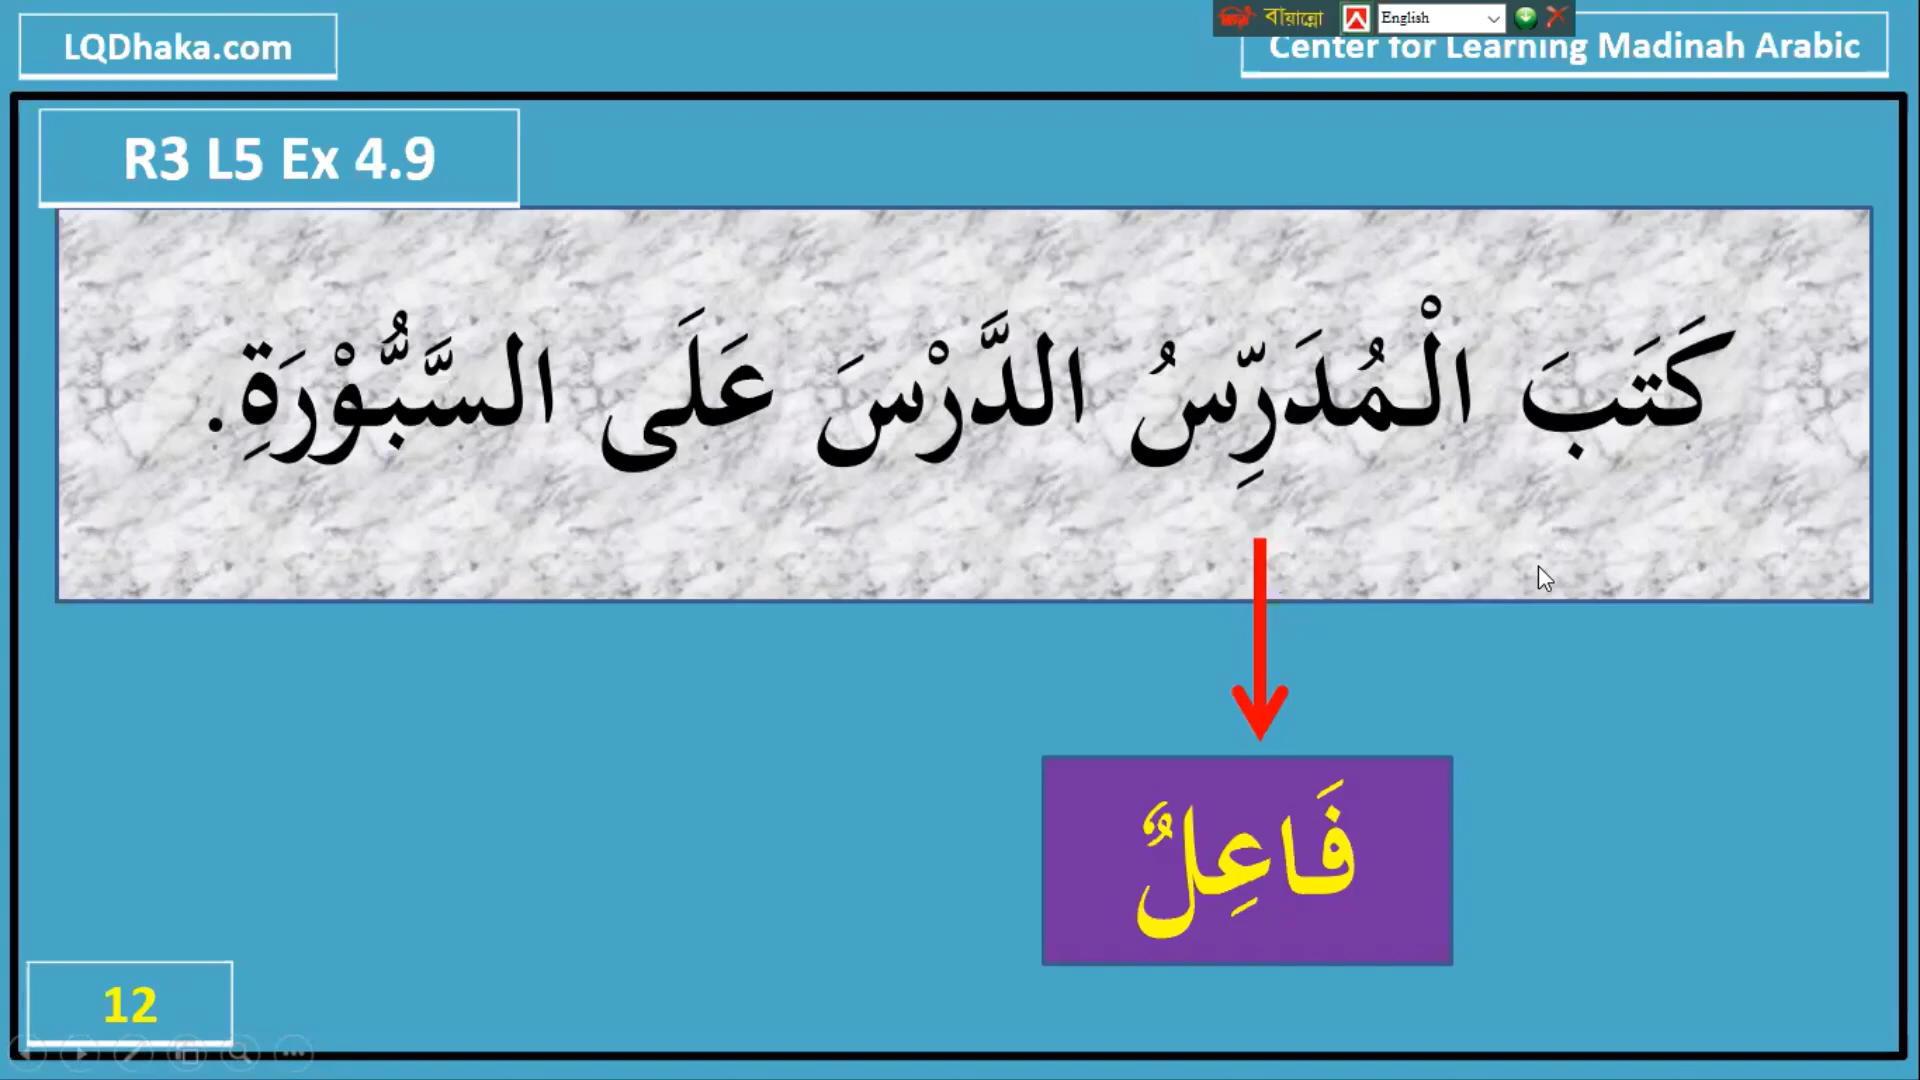 LQDhaka.com
বায়ান্নো
English
Center for Learning Madinah Arabic
R3 L5 Ex 4.9
كَتَبَ الْمُدَرِّسُ الدَّرْسَ عَلَى السَّبُّوْرَةِ.
فَاعِلٌ
12